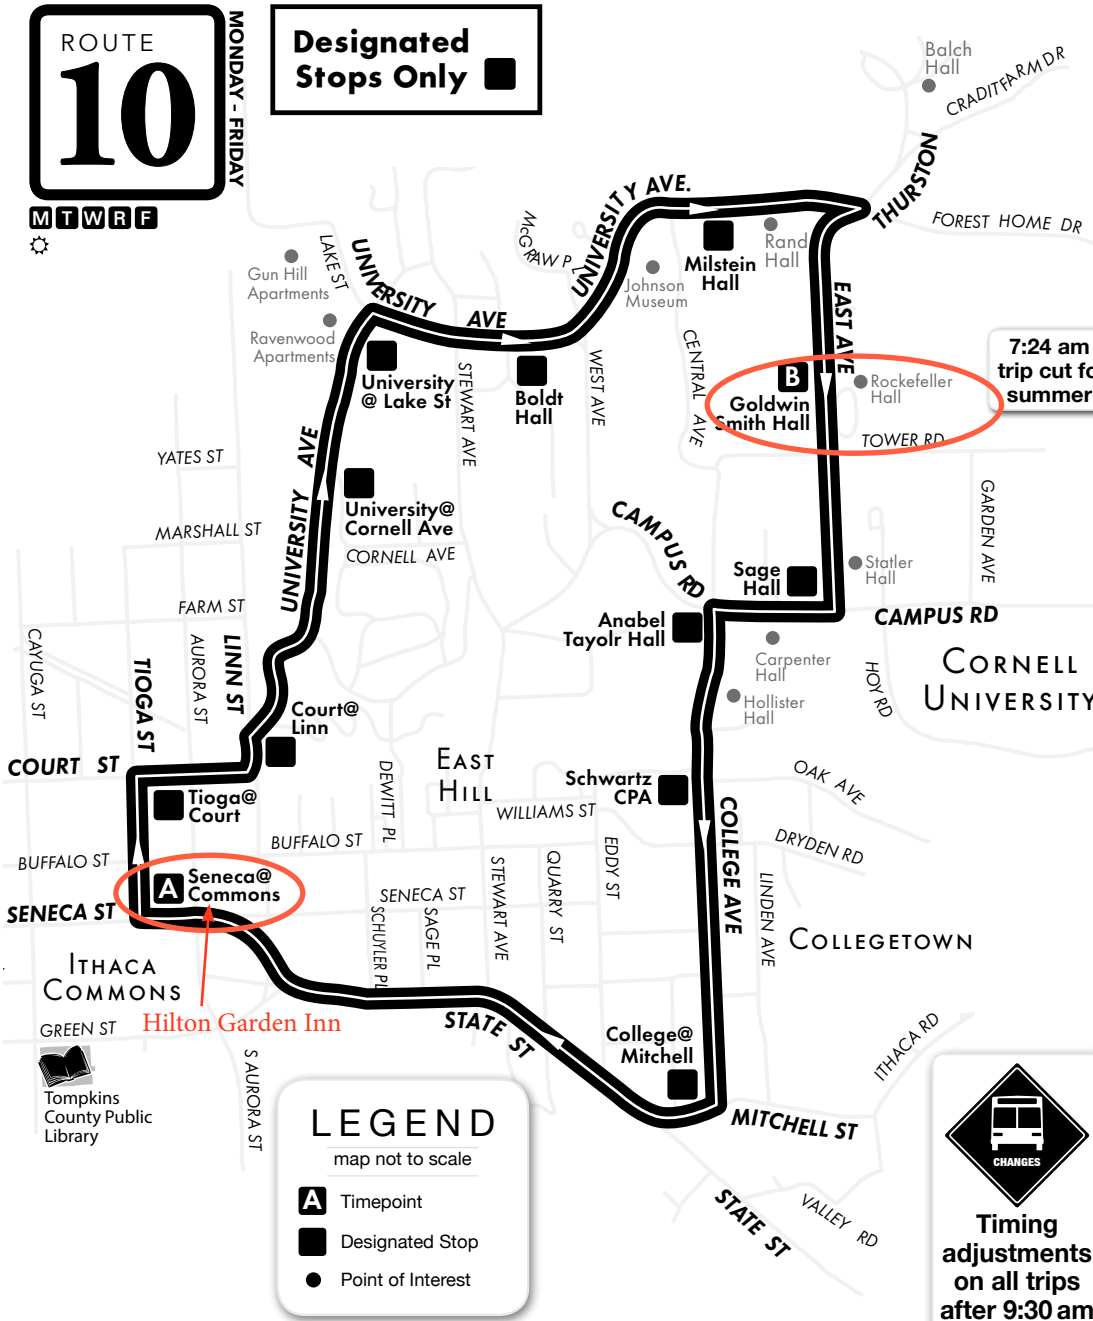 ROUTE
10
MONDAY - FRIDAY
M T W R F
Designated
Stops Only
Balch
Hall
CRADITFARM DR
THURSTON
FOREST HOME DR
UNIVERSITY AVE.
McGRAW PL
Rand
Hall
Milstein
Hall
Johnson
Museum
LAKE ST
Gun Hill
Apartments
Ravenwood
Apartments
UNIVERSITY AVE
EAST AVE
7:24 am
trip cut fo
summer
B
Rockefeller
Hall
Goldwin
Smith Hall
TOWER RD
CENTRAL AVE
WEST AVE
STEWART AVE
University
@ Lake St
Boldt
Hall
YATES ST
MARSHALL ST
UNIVERSITY AVE
University@
Cornell Ave
CORNELL AVE
CAMPUS RD
GARDEN AVE
Sage
Hall
Statler
Hall
FARM ST
CAYUGA ST
TIOGA ST
AURORA ST
LINN ST
Anabel
Tayolr Hall
CAMPUS RD
Carpenter
Hall
HOY RD
CORNELL
UNIVERSITY
Hollister
Hall
Court@
Linn
COURT ST
Tioga@
Court
EAST
HILL
DEWITT PL
Schwartz
CPA
OAK AVE
WILLIAMS ST
DRYDEN RD
BUFFALO ST
BUFFALO ST
EDDY ST
COLLEGE AVE
A
Seneca@
Commons
SENECA ST
SENECA ST
SCHUYLER PL
SAGE PL
STEWART AVE
QUARRY ST
LINDEN AVE
COLLEGETOWN
ITHACA
COMMONS
Hilton Garden Inn
GREEN ST
STATE ST
College@
Mitchell
ITHACA RD
Tompkins
County Public
Library
S AURORA ST
MITCHELL ST
STATE ST
VALLEY RD
LEGEND
map not to scale
A Timepoint
Designated Stop
Point of Interest
CHANGES
Timing
adjustments
on all trips
after 9:30 am